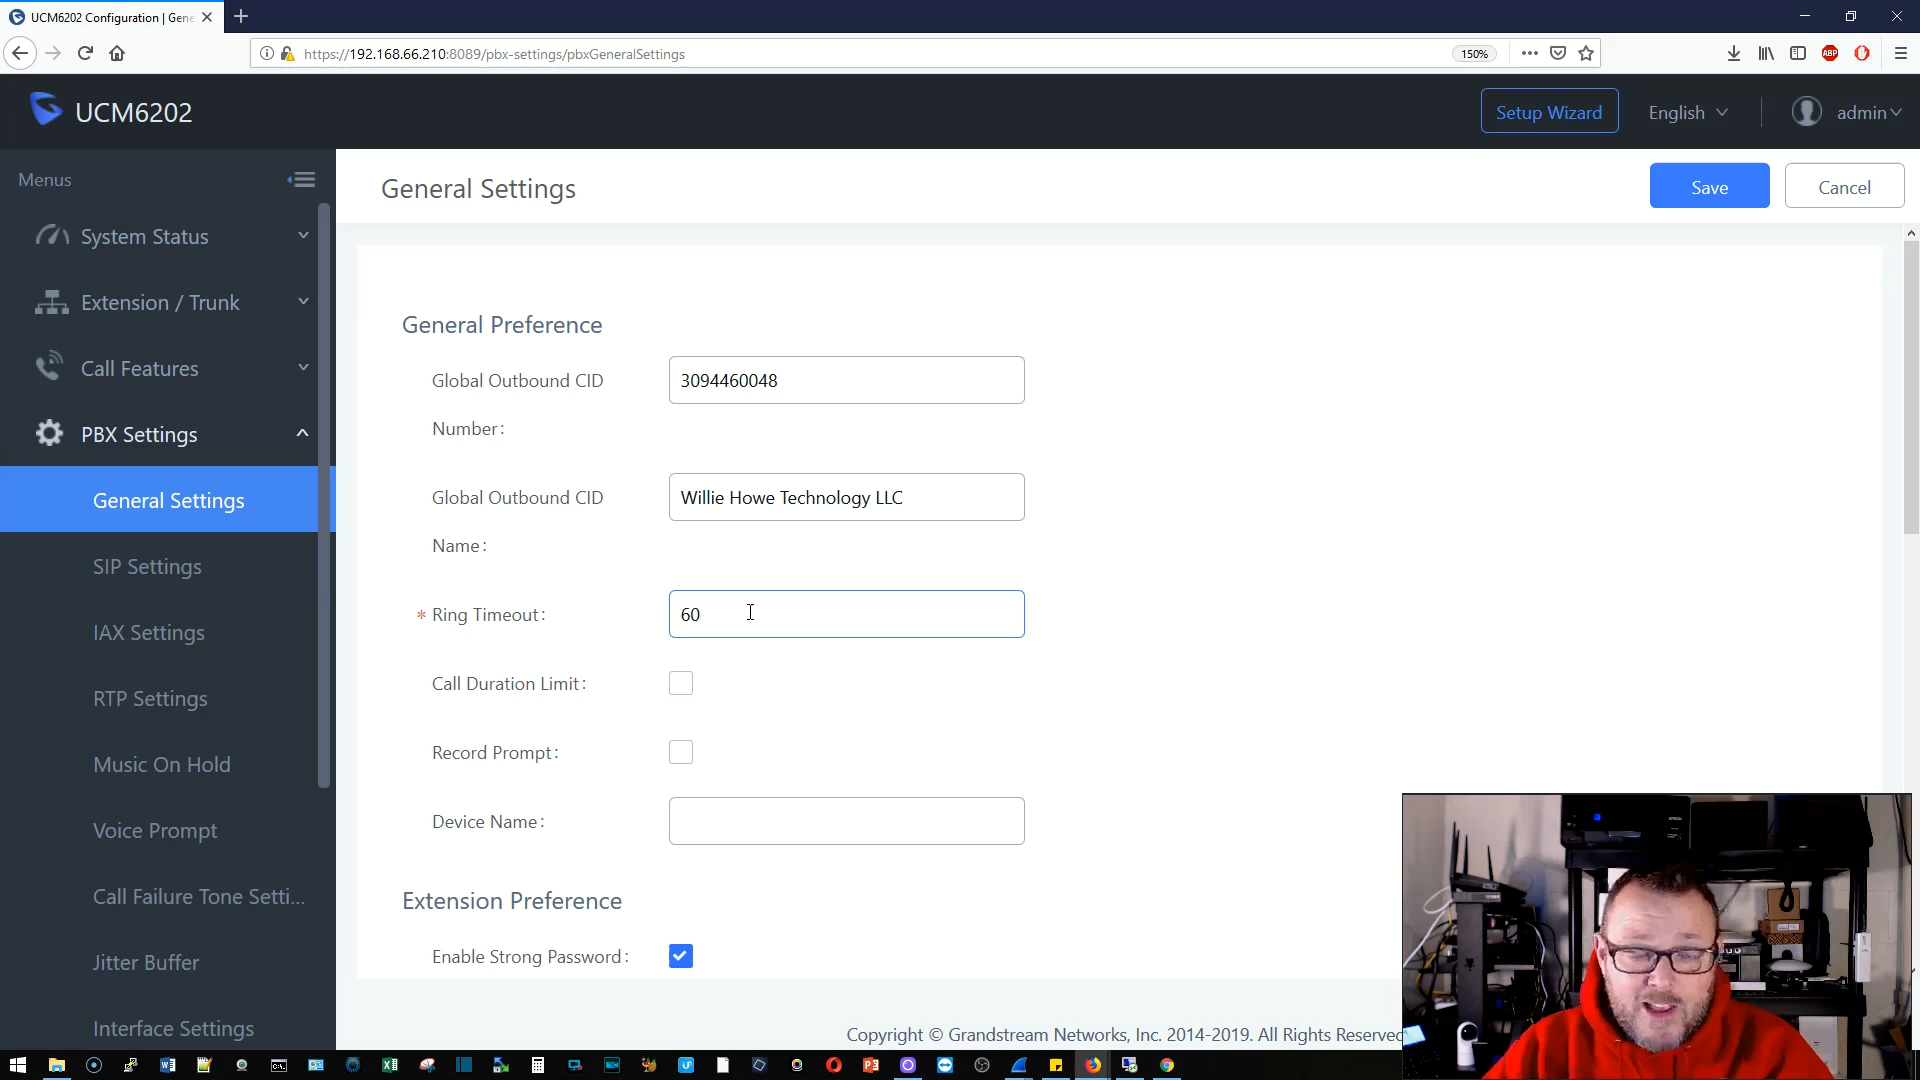 UCM6202 Configuration | Gene
https://192.168.66.210:8089/pbx-settings/pbxGeneralSettings
150%
ABP
UCM6202
Setup Wizard
English
admin
Menus
General Settings
Save
Cancel
System Status
Extension / Trunk
Call Features
PBX Settings
General Settings
SIP Settings
IAX Settings
RTP Settings
Music On Hold
Voice Prompt
Call Failure Tone Setti...
Jitter Buffer
Interface Settings
General Preference
Global Outbound CID
Number:
3094460048
Global Outbound CID
Name:
Willie Howe Technology LLC
* Ring Timeout:
60
Call Duration Limit:
Record Prompt:
Device Name:
Extension Preference
Enable Strong Password:
Copyright © Grandstream Networks, Inc. 2014-2019. All Rights Reserved